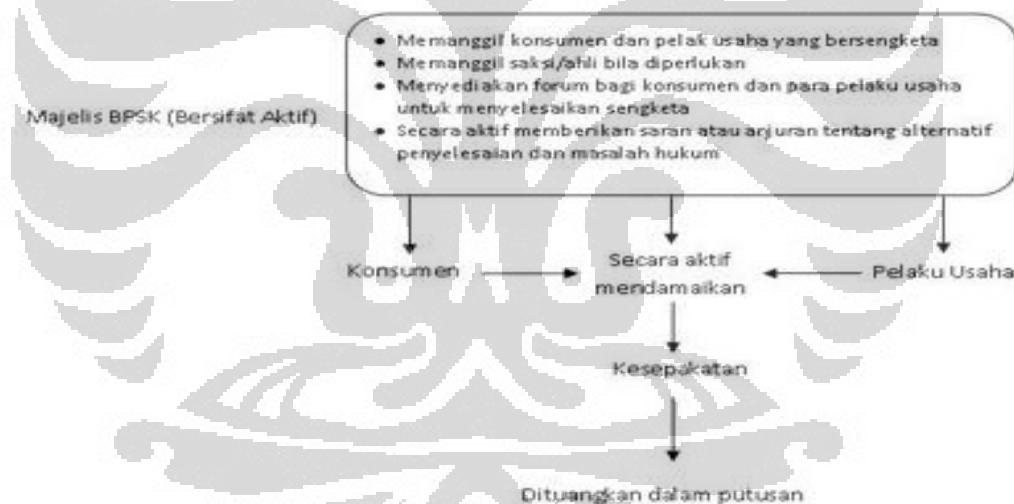 • Memanggil konsumen dan pelak usaha yang bersengketa
• Memanggil saksi/ahli bila diperlukan
• Menyediakan forum bagi konsumen dan para pelaku usaha
untuk menyelesaikan sengketa
• Secara aktif memberikan saran atau anjuran tentang alternatif
penyelesaian dan masalah hukum
Majelis BPSK (Bersifat Aktif)
Konsumen
Secara aktif
mendamaikan
Pelaku Usaha
Kesepakatan
Dituangkan dalam putusan